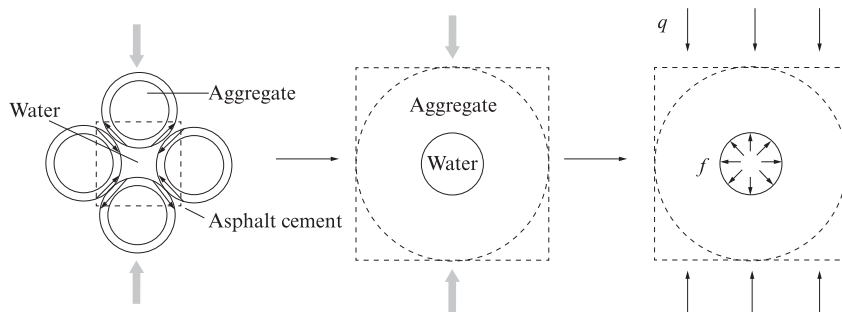 Water
Aggregate
Asphalt cement
Aggregate
Water
q
f